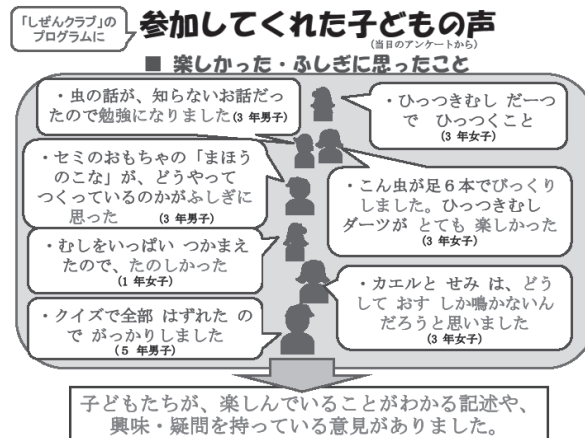 「しぜんクラブ」の
プログラムに
参加してくれた子どもの声
(当日のアンケートから)
■ 楽しかった・ふしぎに思ったこと
・虫の話が、知らないお話だっ
たので勉強になりました(3 年男子)
・ひっつきむし だーつ
で ひっつくこと
(3 年女子)
・セミのおもちゃの「まほう
のこな」が、どうやって
つくっているのかがふしぎに
思った (3 年男子)
・こん虫が足6本でびっくり
しました。ひっつきむし
ダーツが とても 楽しかった
(3 年女子)
・むしをいっぱい つかまえ
たので、たのしかった
(1 年女子)
・カエルと せみ は、どう
して おす しか鳴かないん
だろうと思いました
(3 年女子)
・クイズで全部 はずれた の
で がっかりしました
(5 年男子)
子どもたちが、楽しんでいることがわかる記述や、
興味・疑問を持っている意見がありました。